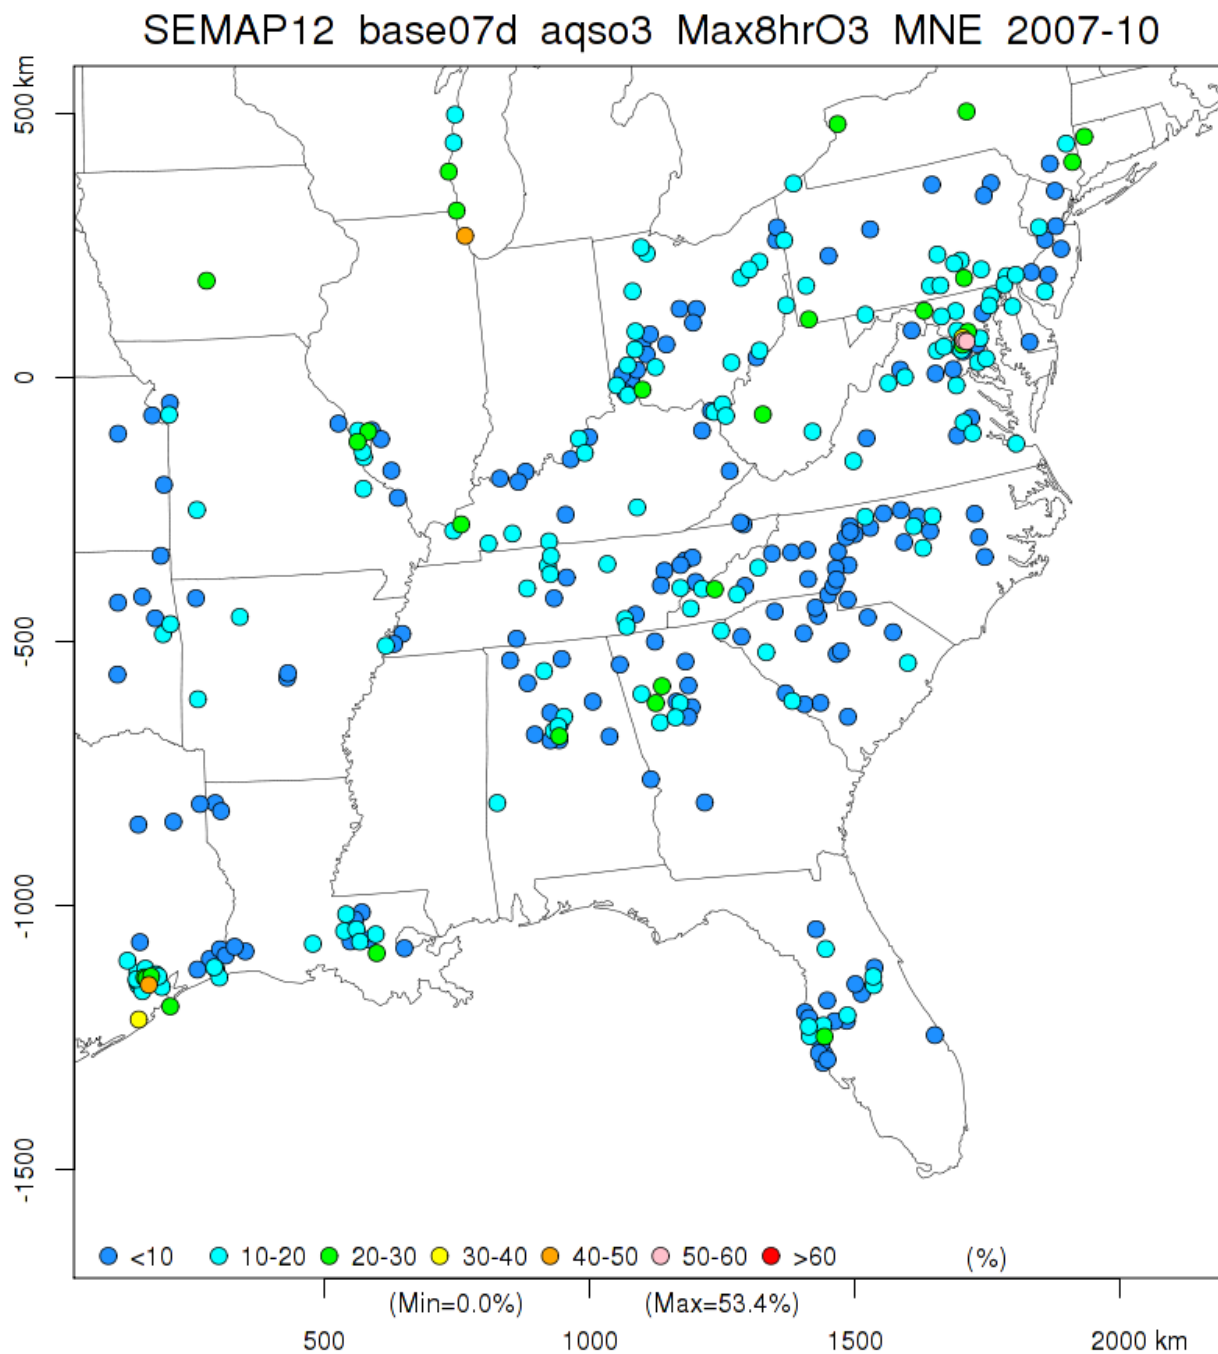 SEMAP12 base07d aqso3 Max8hrO3 MNE 2007-10
500 km
0
-500
-1000
-1500
<10 10-20 20-30 30-40 40-50 50-60 >60 (%)
(Min=0.0%) (Max=53.4%)
500 1000 1500 2000 km